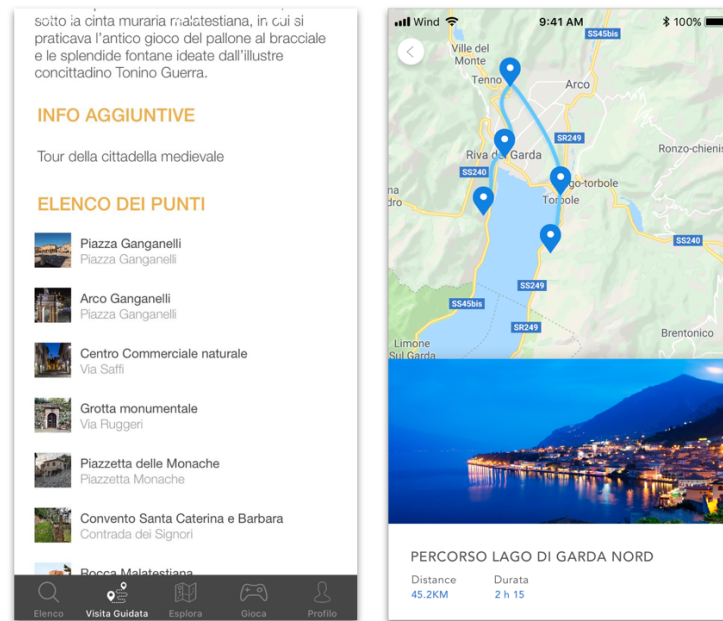 sotto la cinta muraria malatestiana, in cui si
praticava l'antico gioco del pallone al bracciale
e le splendide fontane ideate dall'illustre
concittadino Tonino Guerra.
INFO AGGIUNTIVE
Tour della cittadella medievale
ELENCO DEI PUNTI
Piazza Ganganelli
Piazza Ganganelli
Arco Ganganelli
Piazza Ganganelli
Centro Commerciale naturale
Via Saffi
Grotta monumentale
Via Ruggeri
Piazzetta delle Monache
Piazzetta Monache
Convento Santa Caterina e Barbara
Contrada dei Signori
Rocca Malatestiana
Elenco
Visita Guidata
Esplora
Gioca
Profilo
Wind
9:41 AM
100%
SS45bis
Ville del
Monte
Tenno
Arco
SR249
Riva del Garda
Ronzo-chienis
SS240
go-torbole
Torbole
na
dro
SS240
SS249
SS45bis
SR249
Limone
Sul Garda
Brentonico
PERCORSO LAGO DI GARDA NORD
Distance
Durata
45.2KM
2 h 15